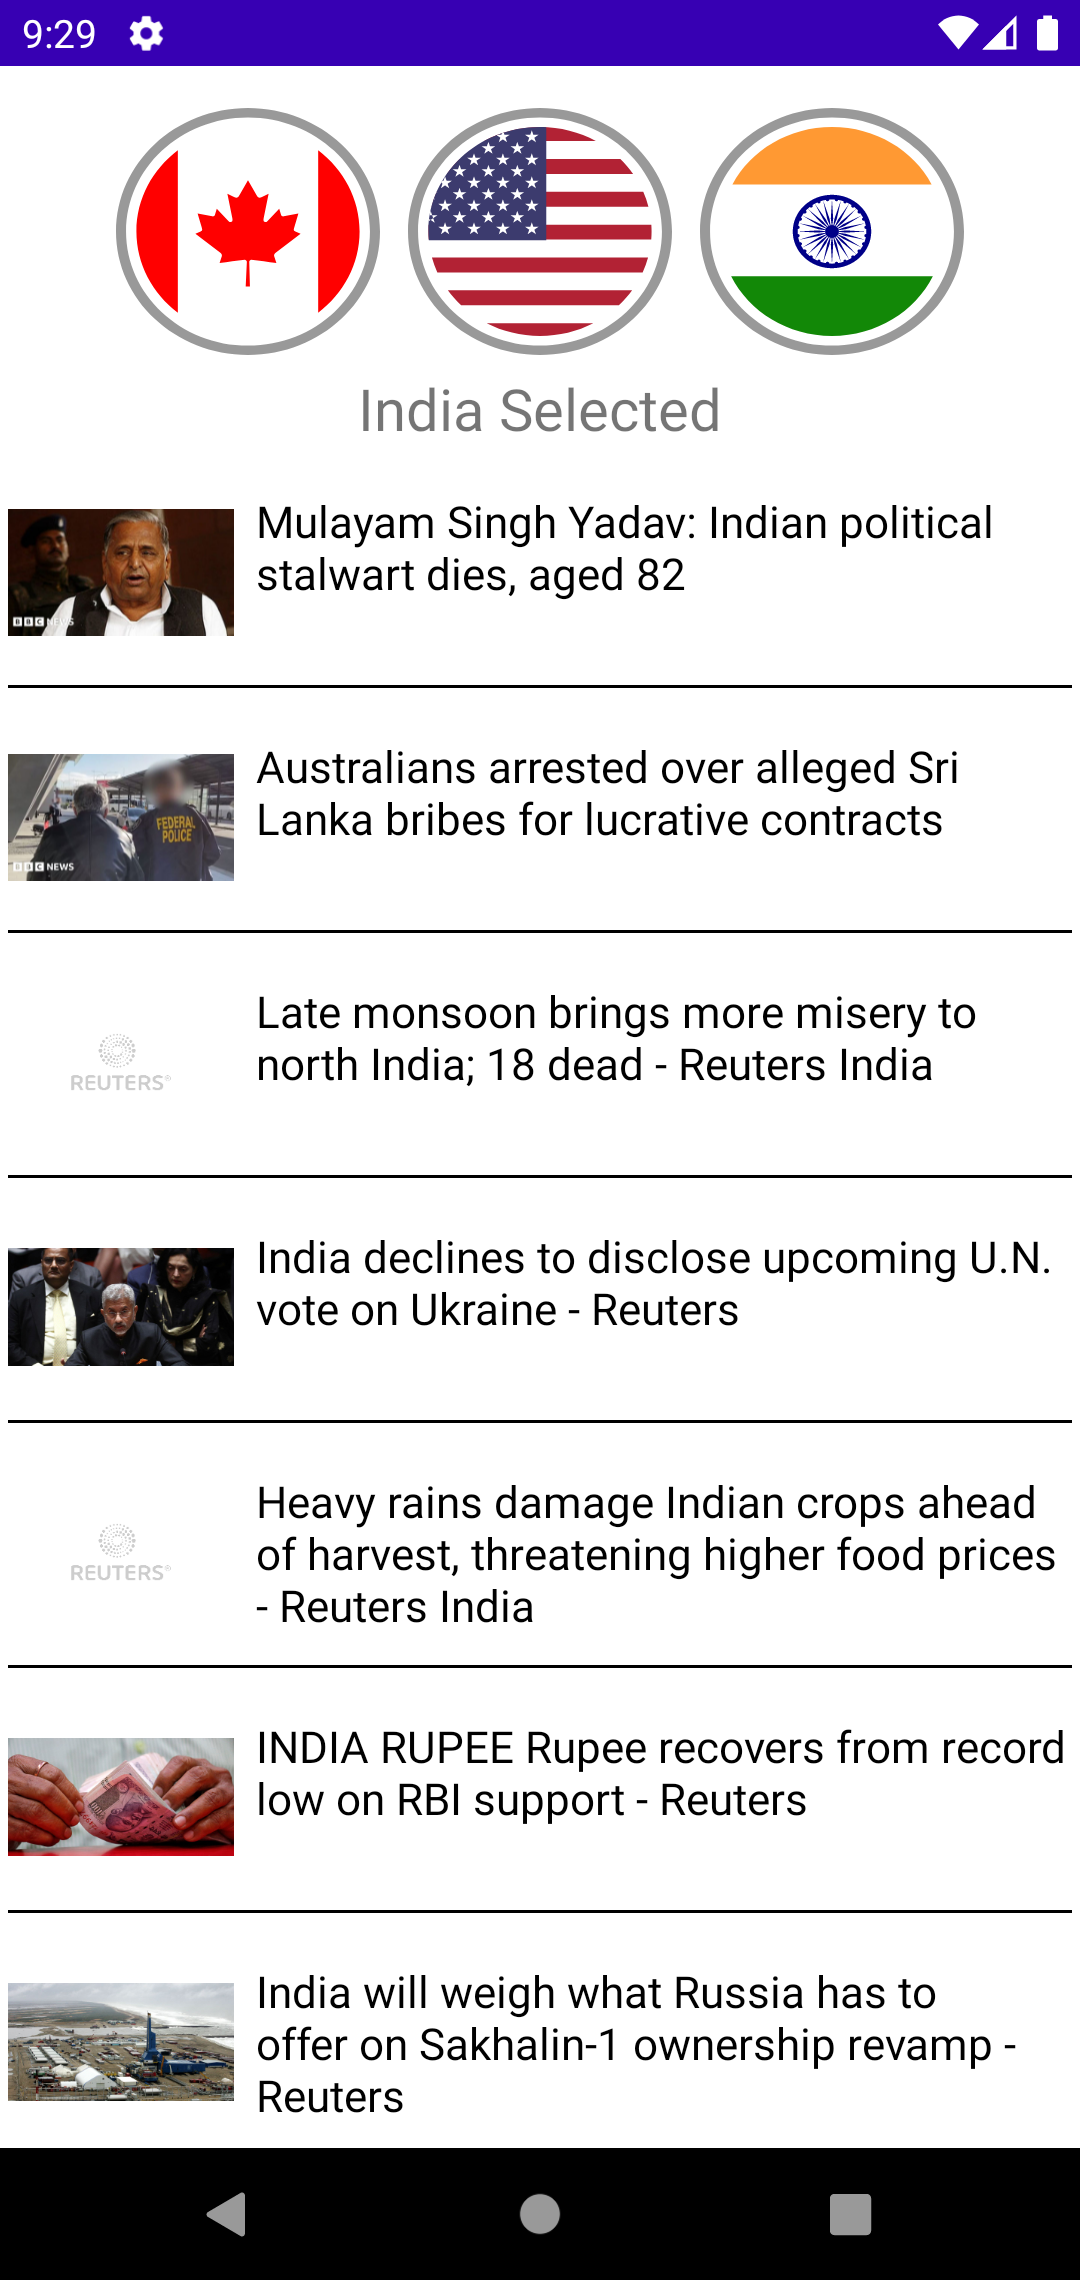 9:29
India Selected
Mulayam Singh Yadav: Indian political
stalwart dies, aged 82
BBC NEWS
Australians arrested over alleged Sri
Lanka bribes for lucrative contracts
FEDERAL
POLICE
BBC NEWS
Late monsoon brings more misery to
north India; 18 dead - Reuters India
REUTERS®
India declines to disclose upcoming U.N.
vote on Ukraine - Reuters
Heavy rains damage Indian crops ahead
of harvest, threatening higher food prices
- Reuters India
REUTERS®
INDIA RUPEE Rupee recovers from record
low on RBI support - Reuters
India will weigh what Russia has to
offer on Sakhalin-1 ownership revamp -
Reuters